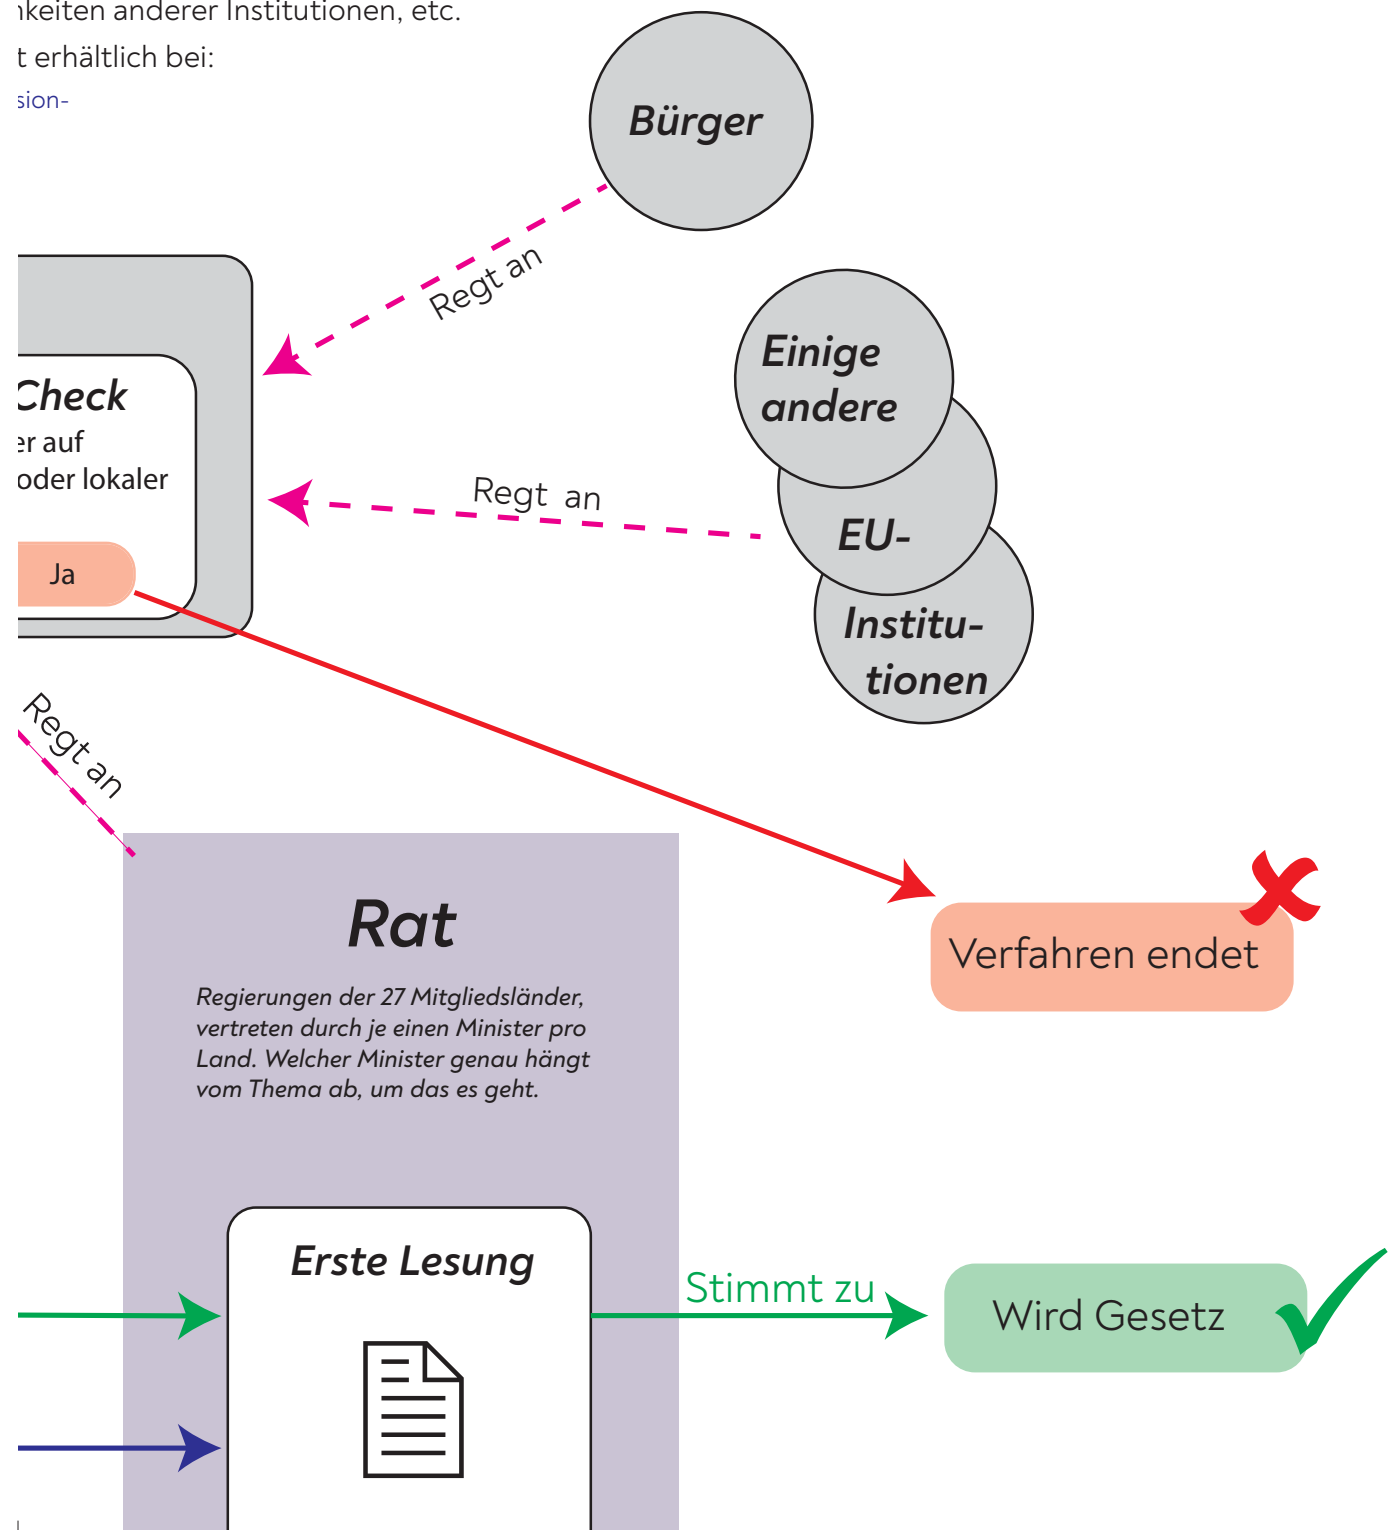 keiten anderer Institutionen, etc.
t erhältlich bei:
sion-
Bürger
Regt an
Einige
andere
EU-
Institu-
tionen
Regt an
Check
er auf
oder lokaler
Ja
Regt an
Verfahren endet
Rat
Regierungen der 27 Mitgliedsländer,
vertreten durch je einen Minister pro
Land. Welcher Minister genau hängt
vom Thema ab, um das es geht.
Erste Lesung
Stimmt zu
Wird Gesetz